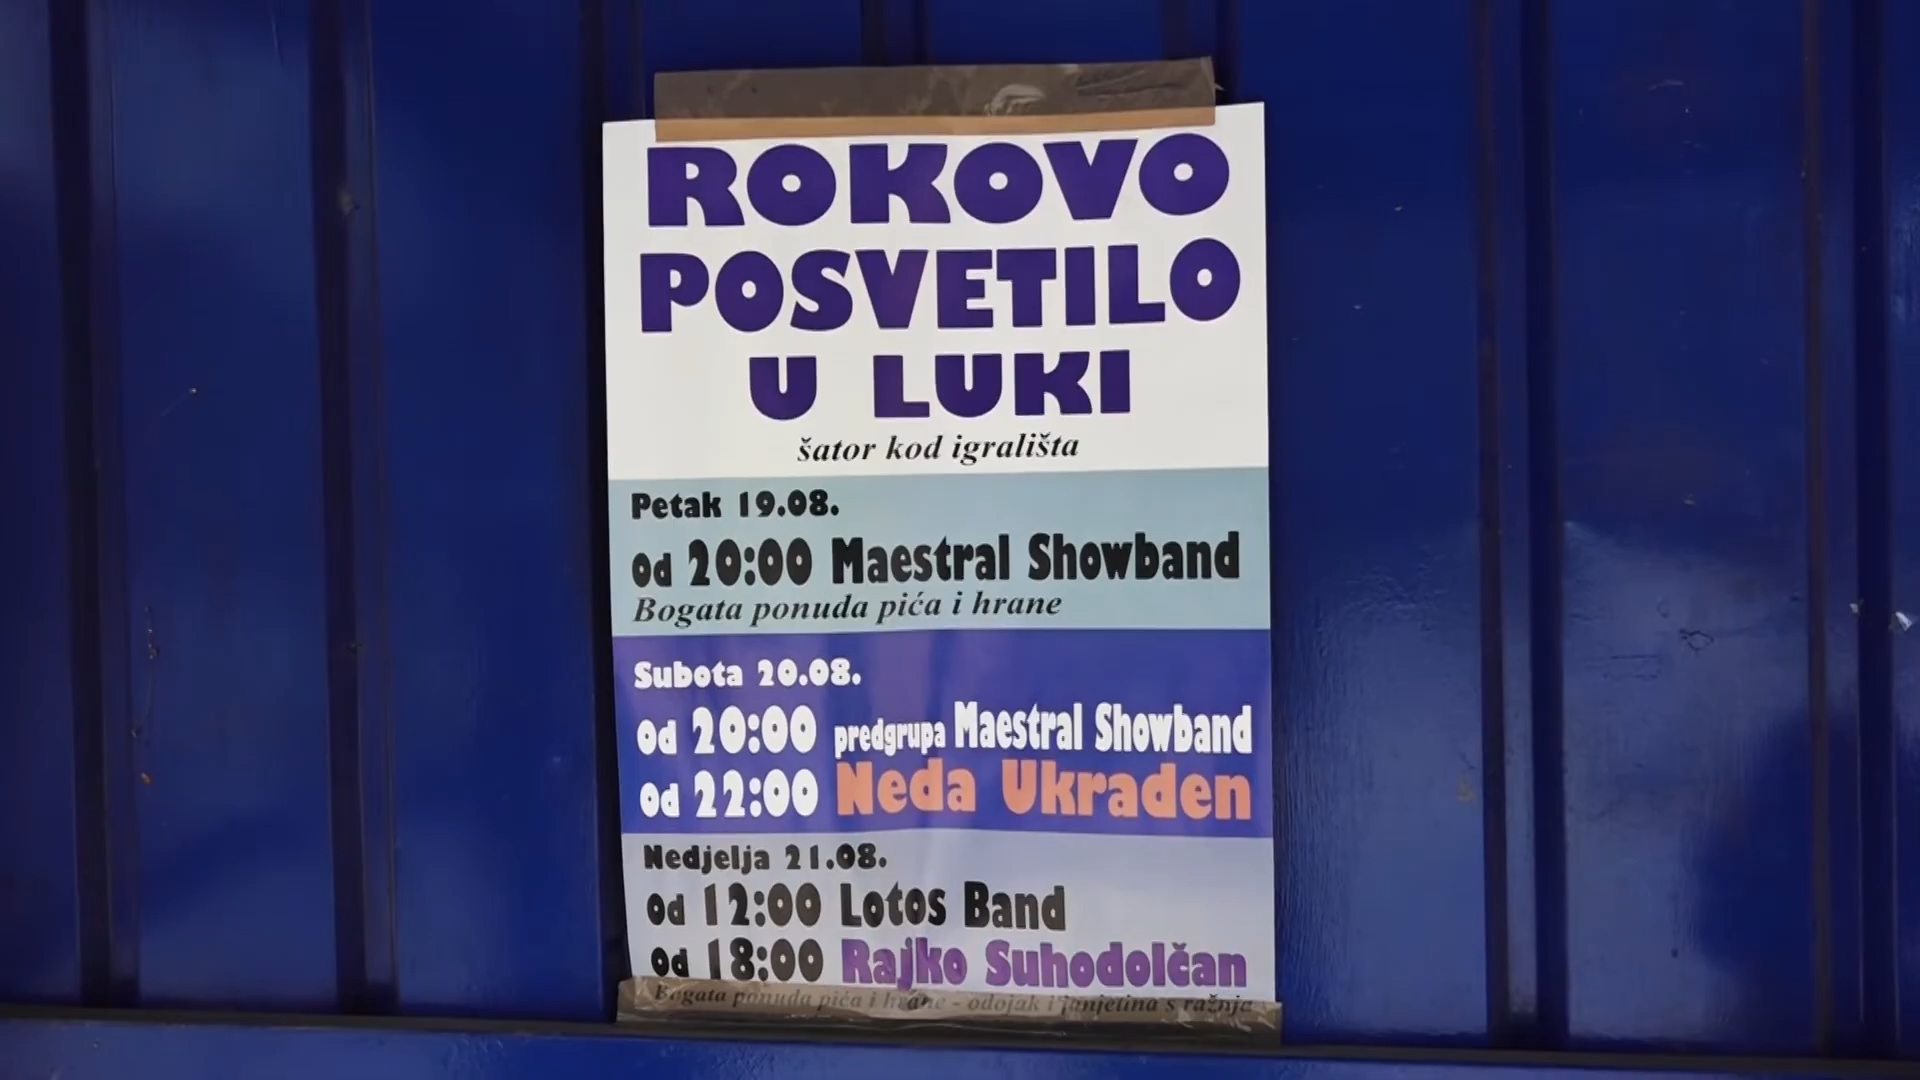 ROKOVO
POSVETILO
U LUKI
šator kod igrališta
Petak 19.08.
Od 20:00 Maestral Showband
Bogata ponuda pića i hrane
Subota 20.08.
Od 20:00 predgrupa Maestral Showband
Od 22:00 Neda Ukraden
Nedjelja 21.08.
Od 12:00 Lotos Band
Od 18:00 Rajko Suhodolčan
Bogata ponuda pića i hrane - odojak i janjetina s ražnja